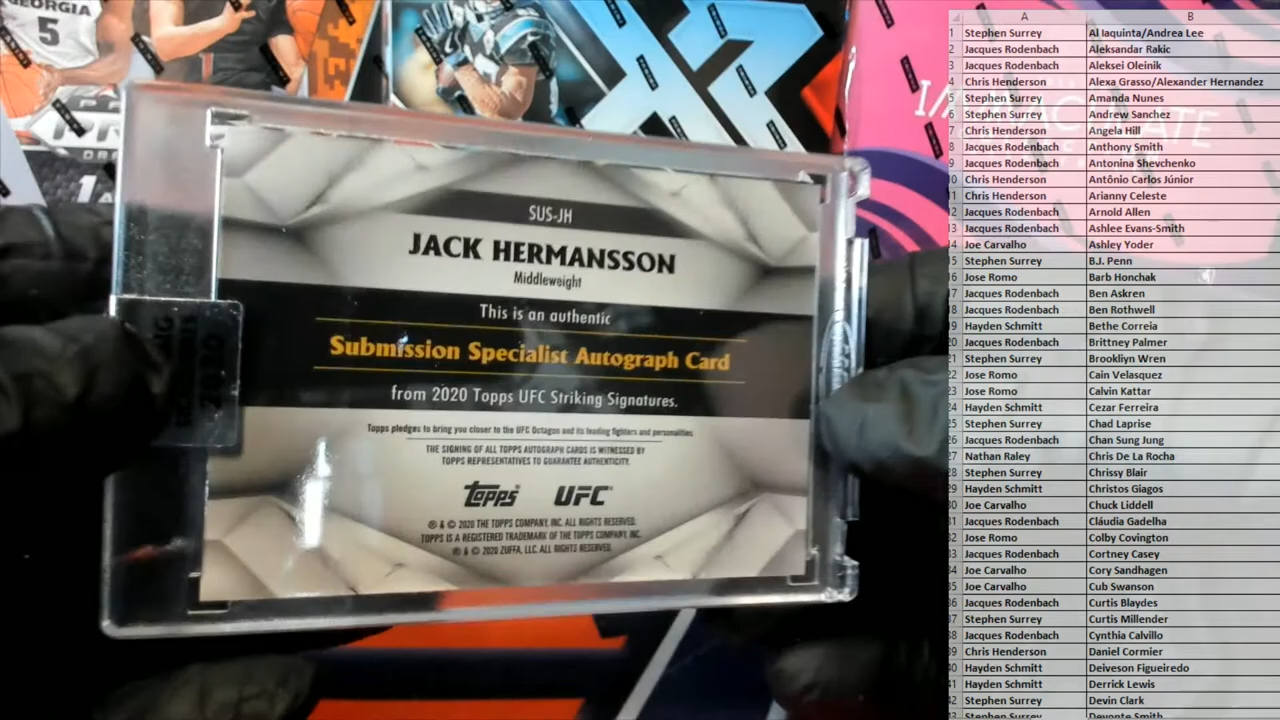 GEORGIA
5
SUS-JH
JACK HERMANSSON
Middleweight
This is an authentic
Submission Specialist Autograph Card
from 2020 Topps UFC Striking Signatures.
Topps pledges to bring you closer to the UFC Octagon and its leading fighters and personalities.
THE SIGNING OF ALL TOPPS AUTOGRAPH CARDS IS WITNESSED BY
TOPPS REPRESENTATIVES TO GUARANTEE AUTHENTICITY.
Topps UFC
® & © 2020 THE TOPPS COMPANY, INC. ALL RIGHTS RESERVED.
TOPPS IS A REGISTERED TRADEMARK OF THE TOPPS COMPANY, INC.
® & © 2020 ZUFFA, LLC. ALL RIGHTS RESERVED.
A B
1 Stephen Surrey Al Iaquinta/Andrea Lee
2 Jacques Rodenbach Aleksandar Rakic
3 Jacques Rodenbach Aleksei Oleinik
4 Chris Henderson Alexa Grasso/Alexander Hernandez
5 Stephen Surrey Amanda Nunes
6 Stephen Surrey Andrew Sanchez
7 Chris Henderson Angela Hill
8 Jacques Rodenbach Anthony Smith
9 Jacques Rodenbach Antonina Shevchenko
10 Chris Henderson Antônio Carlos Júnior
11 Chris Henderson Arianny Celeste
12 Jacques Rodenbach Arnold Allen
13 Jacques Rodenbach Ashlee Evans-Smith
14 Joe Carvalho Ashley Yoder
15 Stephen Surrey B.J. Penn
16 Jose Romo Barb Honchak
17 Jacques Rodenbach Ben Askren
18 Jacques Rodenbach Ben Rothwell
19 Hayden Schmitt Bethe Correia
20 Jacques Rodenbach Brittney Palmer
21 Stephen Surrey Brooklyn Wren
22 Jose Romo Cain Velasquez
23 Jose Romo Calvin Kattar
24 Hayden Schmitt Cezar Ferreira
25 Stephen Surrey Chad Laprise
26 Jacques Rodenbach Chan Sung Jung
27 Nathan Raley Chris De La Rocha
28 Stephen Surrey Chrissy Blair
29 Hayden Schmitt Christos Giagos
30 Joe Carvalho Chuck Liddell
31 Jacques Rodenbach Cláudia Gadelha
32 Jose Romo Colby Covington
33 Jacques Rodenbach Cortney Casey
34 Joe Carvalho Cory Sandhagen
35 Joe Carvalho Cub Swanson
36 Jacques Rodenbach Curtis Blaydes
37 Stephen Surrey Curtis Millender
38 Jacques Rodenbach Cynthia Calvillo
39 Chris Henderson Daniel Cormier
40 Hayden Schmitt Deiveson Figueiredo
41 Hayden Schmitt Derrick Lewis
42 Stephen Surrey Devin Clark
43 Stephen Surrey Devonte Smith